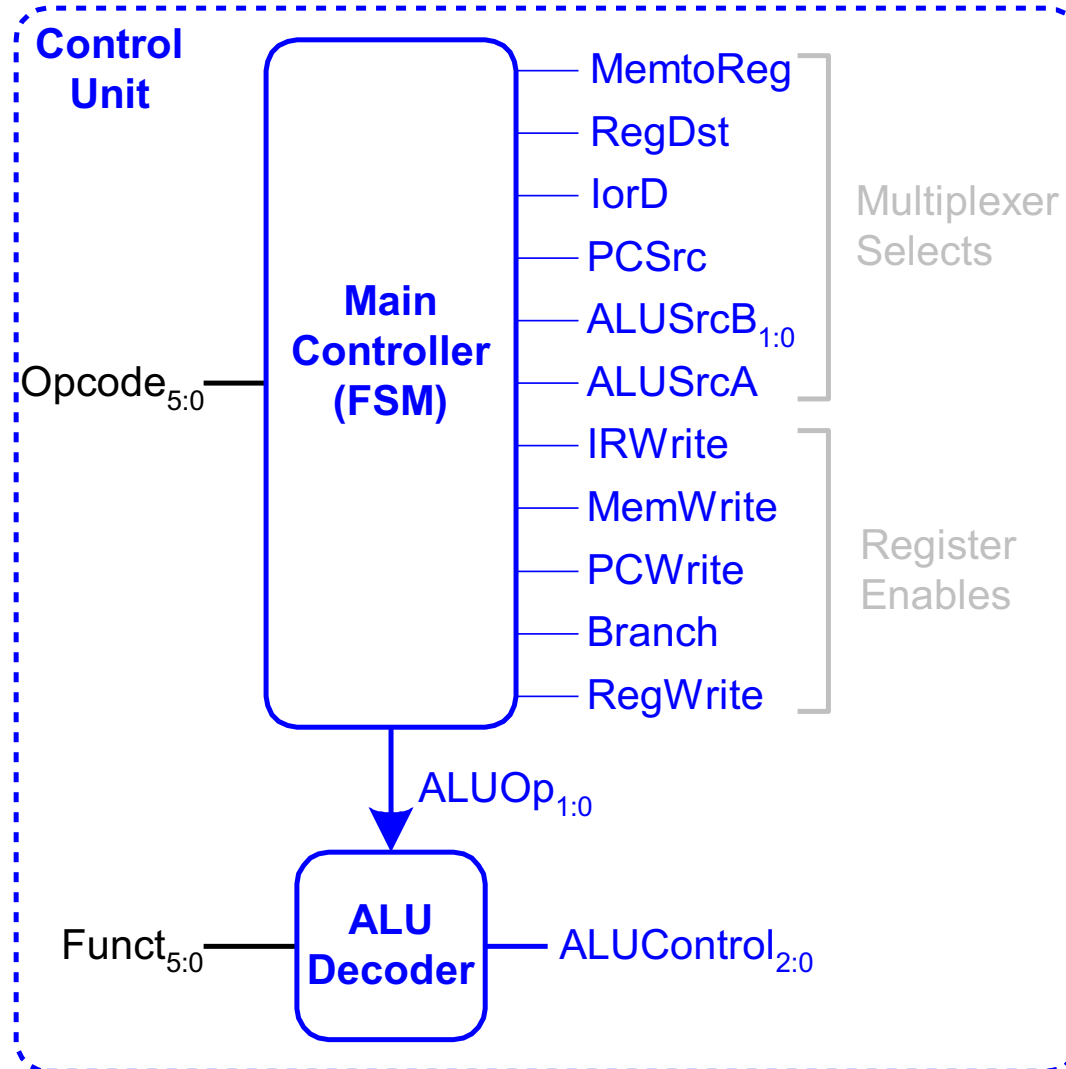 Control
Unit
Main
Controller
(FSM)
Opcode5:0
MemtoReg
RegDst
IorD
PCSrc
ALUSrcB1:0
ALUSrcA
Multiplexer
Selects
IRWrite
MemWrite
PCWrite
Branch
RegWrite
Register
Enables
ALUOp1:0
ALU
Decoder
Funct5:0
ALUControl2:0